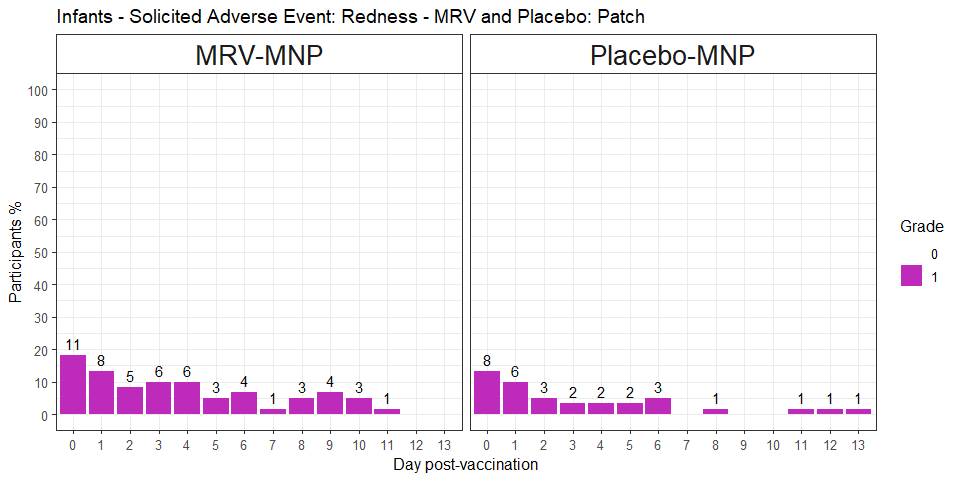 Infants - Solicited Adverse Event: Redness - MRV and Placebo: Patch
MRV-MNP
Placebo-MNP
Participants %
100
90
80
70
60
50
40
30
20
10
0
11 8 5 6 6 3 4 1 3 4 3 1
8 6 3 2 2 2 3 1 1 1 1
0 1 2 3 4 5 6 7 8 9 10 11 12 13
0 1 2 3 4 5 6 7 8 9 10 11 12 13
Day post-vaccination
Grade
0
1